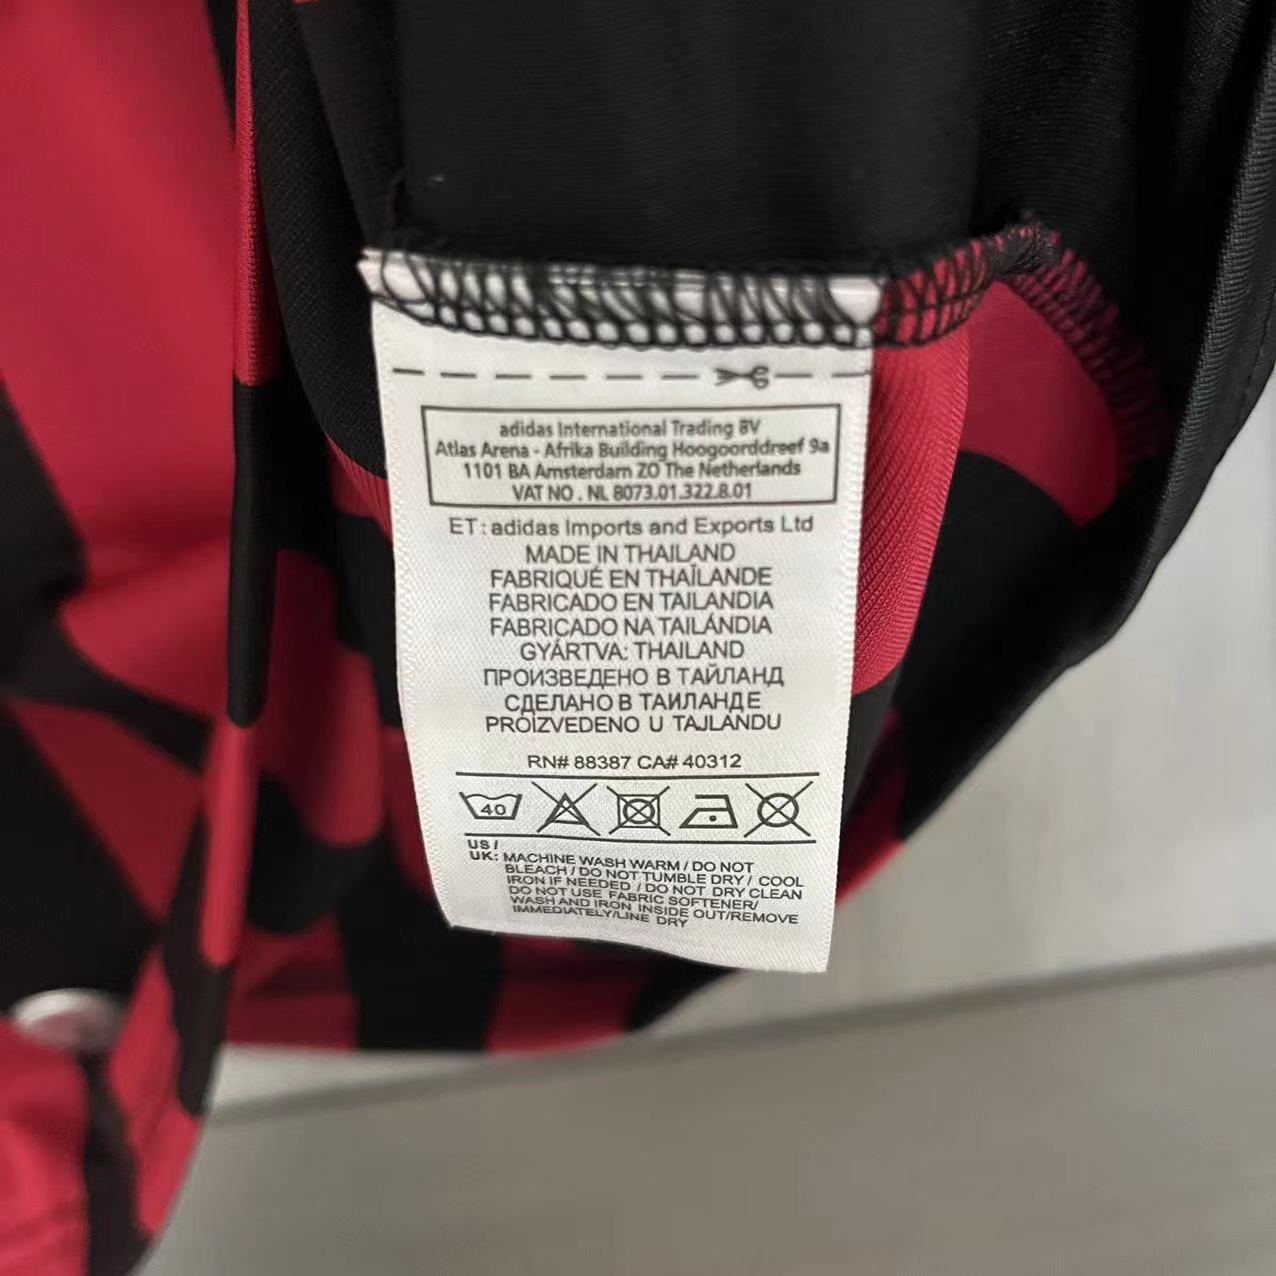 adidas International Trading BV
Atlas Arena - Afrika Building Hoogoorddreef 9a
1101 BA Amsterdam ZO The Netherlands
VAT NO . NL 8073.01.322.8.01
ET: adidas Imports and Exports Ltd
MADE IN THAILAND
FABRIQUÉ EN THAÏLANDE
FABRICADO EN TAILANDIA
FABRICADO NA TAILÁNDIA
GYÁRTVA: THAILAND
ПРОИЗВЕДЕНО В ТАЙЛАНД
СДЕЛАНО В ТАИЛАНДЕ
PROIZVEDENO U TAJLANDU
RN# 88387 CA# 40312
40
US /
UK: MACHINE WASH WARM / DO NOT
BLEACH / DO NOT TUMBLE DRY / COOL
IRON IF NEEDED / DO NOT DRY CLEAN
DO NOT USE FABRIC SOFTENER/
WASH AND IRON INSIDE OUT/REMOVE
IMMEDIATELY/LINE DRY